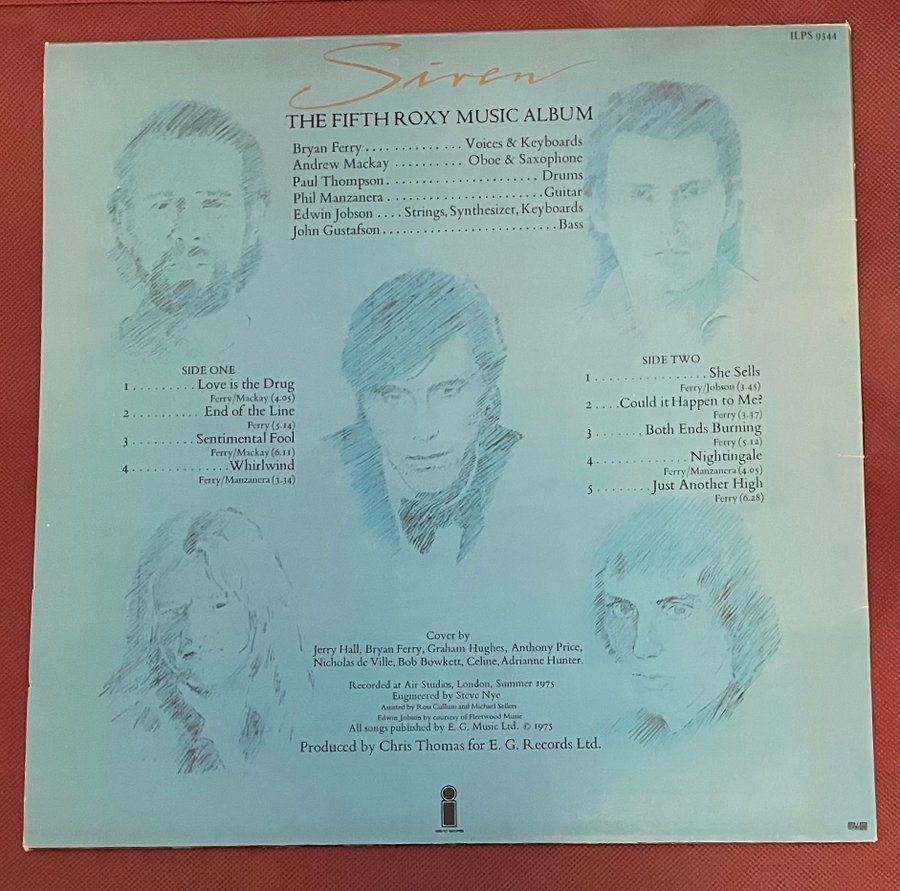 ILPS 9344
Siren
THE FIFTH ROXY MUSIC ALBUM
Bryan Ferry . . . . . . . . . . . . . . Voices & Keyboards
Andrew Mackay . . . . . . . . . . Oboe & Saxophone
Paul Thompson . . . . . . . . . . . . . . . . . . . . . . Drums
Phil Manzanera . . . . . . . . . . . . . . . . . . . . . . . Guitar
Edwin Jobson . . . . Strings, Synthesizer, Keyboards
John Gustafson . . . . . . . . . . . . . . . . . . . . . . . . . Bass
SIDE ONE
1 . . . . . . . . . Love is the Drug
Ferry/Mackay (4.05)
2 . . . . . . . . . . End of the Line
Ferry (5.14)
3 . . . . . . . . . Sentimental Fool
Ferry/Mackay (6.11)
4 . . . . . . . . . . . . . Whirlwind
Ferry/Manzanera (3.34)
SIDE TWO
1 . . . . . . . . . . . . . . . . She Sells
Ferry/Jobson (3.45)
2 . . . . Could it Happen to Me?
Ferry (3.37)
3 . . . . . . . Both Ends Burning
Ferry (5.12)
4 . . . . . . . . . . . . . Nightingale
Ferry/Manzanera (4.05)
5 . . . . . . . . Just Another High
Ferry (6.28)
Cover by
Jerry Hall, Bryan Ferry, Graham Hughes, Anthony Price,
Nicholas de Ville, Bob Bowkett, Celine, Adrianne Hunter.
Recorded at Air Studios, London, Summer 1975
Engineered by Steve Nye
Assisted by Ross Cullum and Michael Sellers
Edwin Jobson by courtesy of Fleetwood Music
All songs published by E. G. Music Ltd. © 1975
Produced by Chris Thomas for E. G. Records Ltd.